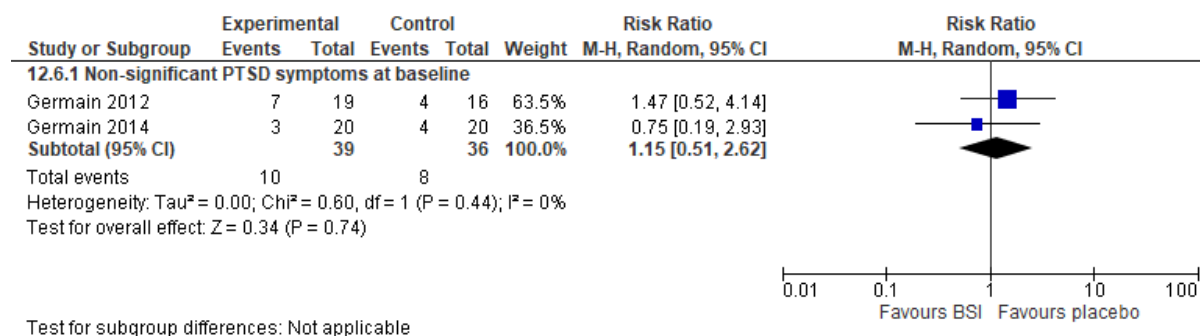 Experimental Control Risk Ratio Risk Ratio
Study or Subgroup Events Total Events Total Weight M-H, Random, 95% CI M-H, Random, 95% CI
12.6.1 Non-significant PTSD symptoms at baseline
Germain 2012 7 19 4 16 63.5% 1.47 [0.52, 4.14]
Germain 2014 3 20 4 20 36.5% 0.75 [0.19, 2.93]
Subtotal (95% CI) 39 36 100.0% 1.15 [0.51, 2.62]
Total events 10 8
Heterogeneity: Tau² = 0.00; Chi² = 0.60, df = 1 (P = 0.44); I² = 0%
Test for overall effect: Z = 0.34 (P = 0.74)
0.01 0.1 1 10 100
Favours BSI Favours placebo
Test for subgroup differences: Not applicable